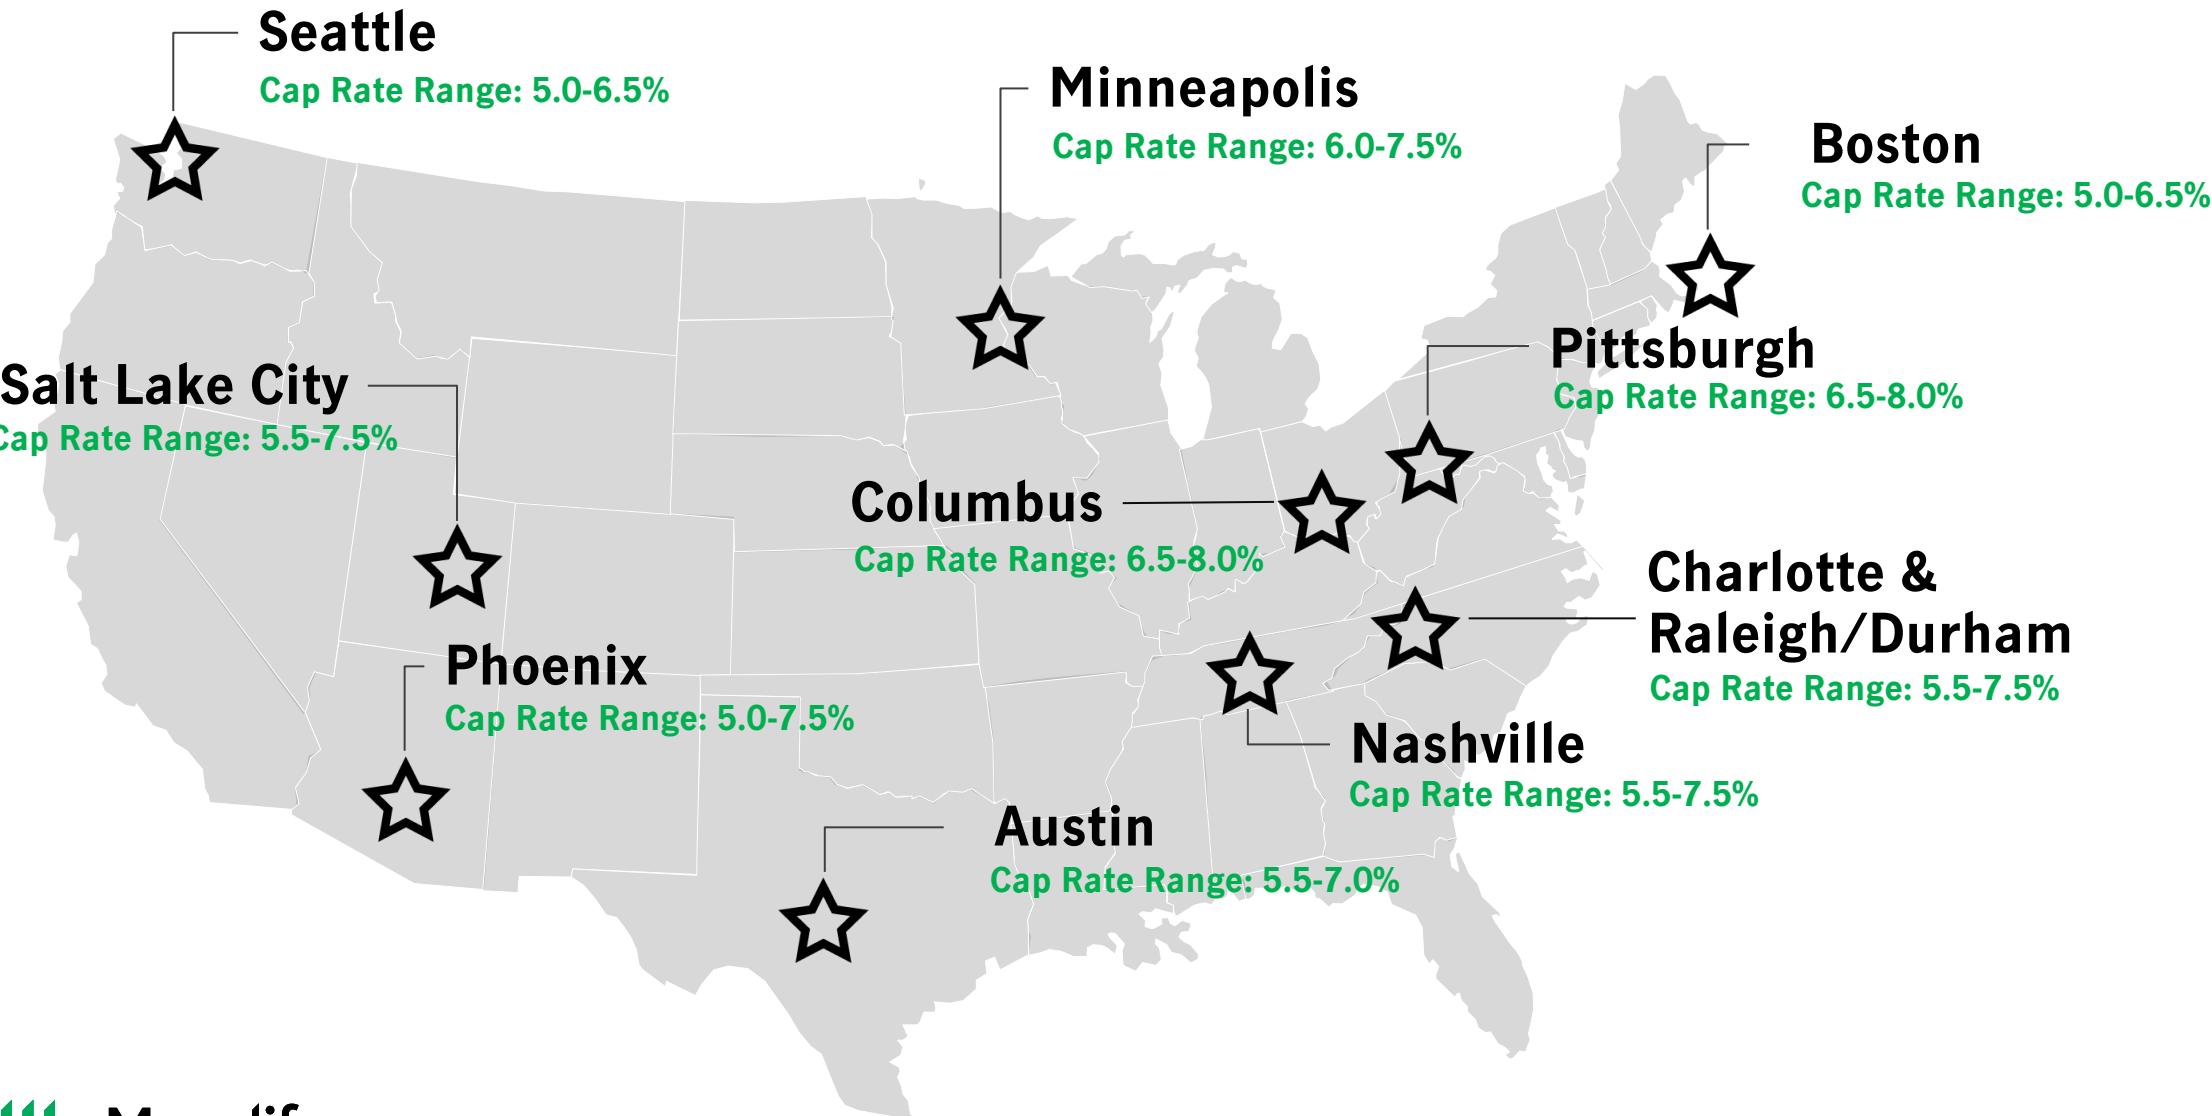 Seattle
Cap Rate Range: 5.0-6.5%
Minneapolis
Cap Rate Range: 6.0-7.5%
Boston
Cap Rate Range: 5.0-6.5%
Pittsburgh
Cap Rate Range: 6.5-8.0%
Salt Lake City
Cap Rate Range: 5.5-7.5%
Columbus
Cap Rate Range: 6.5-8.0%
Charlotte &
Raleigh/Durham
Cap Rate Range: 5.5-7.5%
Phoenix
Cap Rate Range: 5.0-7.5%
Nashville
Cap Rate Range: 5.5-7.5%
Austin
Cap Rate Range: 5.5-7.0%